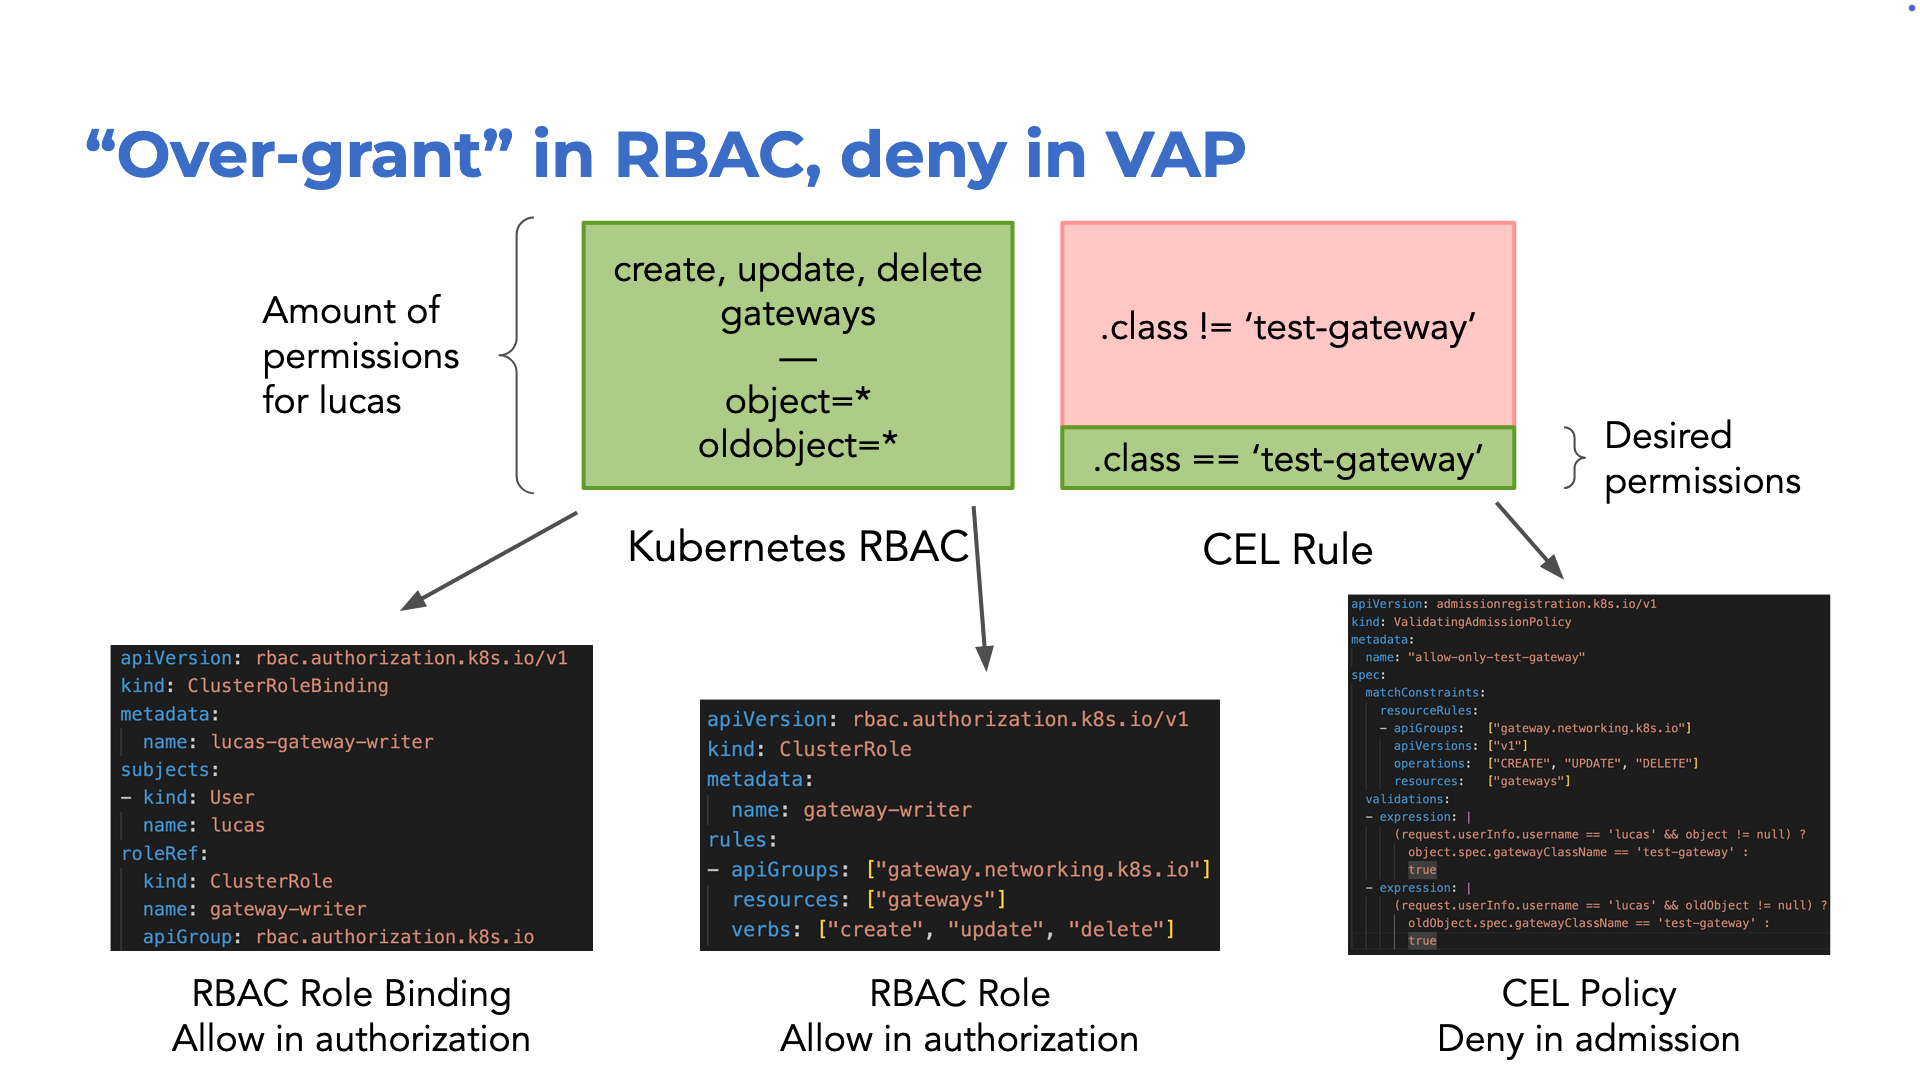 “Over-grant” in RBAC, deny in VAP
Amount of
permissions
for lucas
create, update, delete
gateways
—
object=*
oldobject=*
.class != ‘test-gateway’
.class == ‘test-gateway’
Desired
permissions
Kubernetes RBAC
CEL Rule
apiVersion: rbac.authorization.k8s.io/v1
kind: ClusterRoleBinding
metadata:
  name: lucas-gateway-writer
subjects:
- kind: User
  name: lucas
roleRef:
  kind: ClusterRole
  name: gateway-writer
  apiGroup: rbac.authorization.k8s.io
RBAC Role Binding
Allow in authorization
apiVersion: rbac.authorization.k8s.io/v1
kind: ClusterRole
metadata:
  name: gateway-writer
rules:
- apiGroups: ["gateway.networking.k8s.io"]
  resources: ["gateways"]
  verbs: ["create", "update", "delete"]
RBAC Role
Allow in authorization
apiVersion: admissionregistration.k8s.io/v1
kind: ValidatingAdmissionPolicy
metadata:
  name: "allow-only-test-gateway"
spec:
  matchConstraints:
    resourceRules:
    - apiGroups:   ["gateway.networking.k8s.io"]
      apiVersions: ["v1"]
      operations:  ["CREATE", "UPDATE", "DELETE"]
      resources:   ["gateways"]
  validations:
  - expression: |
      (request.userInfo.username == 'lucas' && object != null) ?
        object.spec.gatewayClassName == 'test-gateway' :
        true
  - expression: |
      (request.userInfo.username == 'lucas' && oldObject != null) ?
        oldObject.spec.gatewayClassName == 'test-gateway' :
        true
CEL Policy
Deny in admission